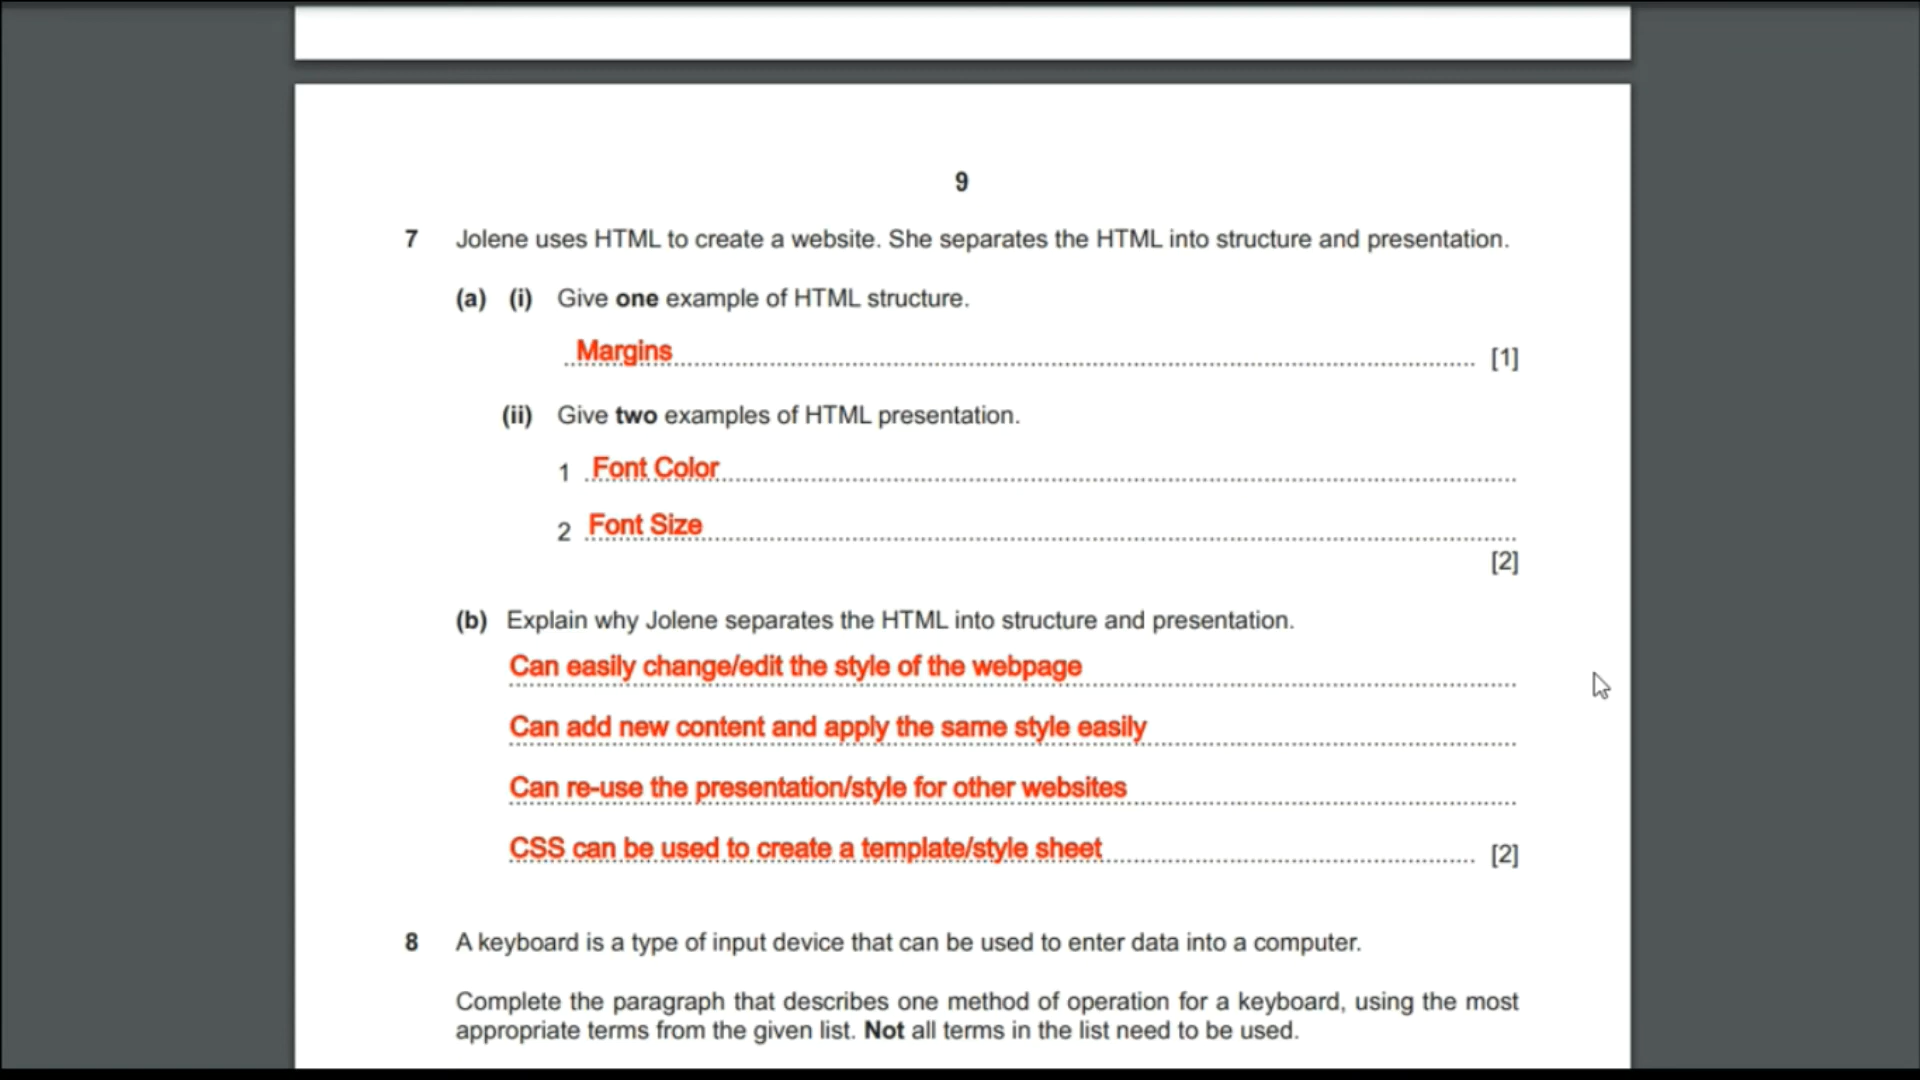 9
7 Jolene uses HTML to create a website. She separates the HTML into structure and presentation.
(a) (i) Give one example of HTML structure.
Margins [1]
(ii) Give two examples of HTML presentation.
1 Font Color
2 Font Size
[2]
(b) Explain why Jolene separates the HTML into structure and presentation.
Can easily change/edit the style of the webpage
Can add new content and apply the same style easily
Can re-use the presentation/style for other websites
CSS can be used to create a template/style sheet [2]
8 A keyboard is a type of input device that can be used to enter data into a computer.
Complete the paragraph that describes one method of operation for a keyboard, using the most
appropriate terms from the given list. Not all terms in the list need to be used.